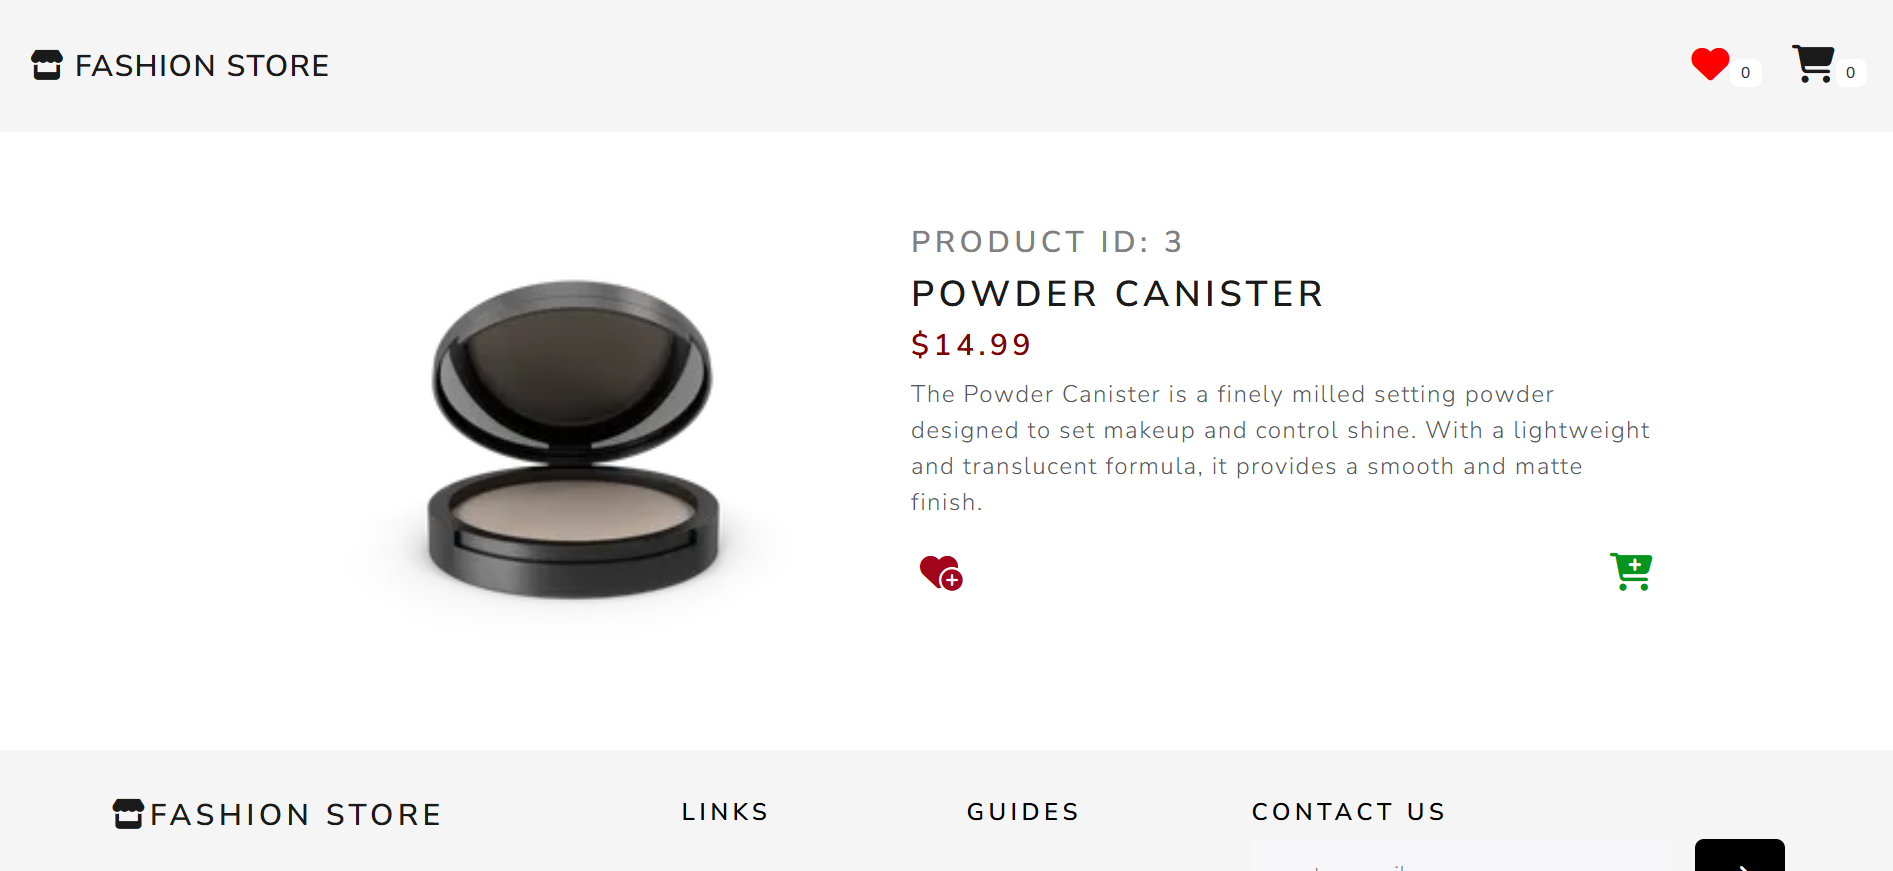 FASHION STORE
0
0
PRODUCT ID: 3
POWDER CANISTER
$14.99
The Powder Canister is a finely milled setting powder
designed to set makeup and control shine. With a lightweight
and translucent formula, it provides a smooth and matte
finish.
FASHION STORE
LINKS
GUIDES
CONTACT US